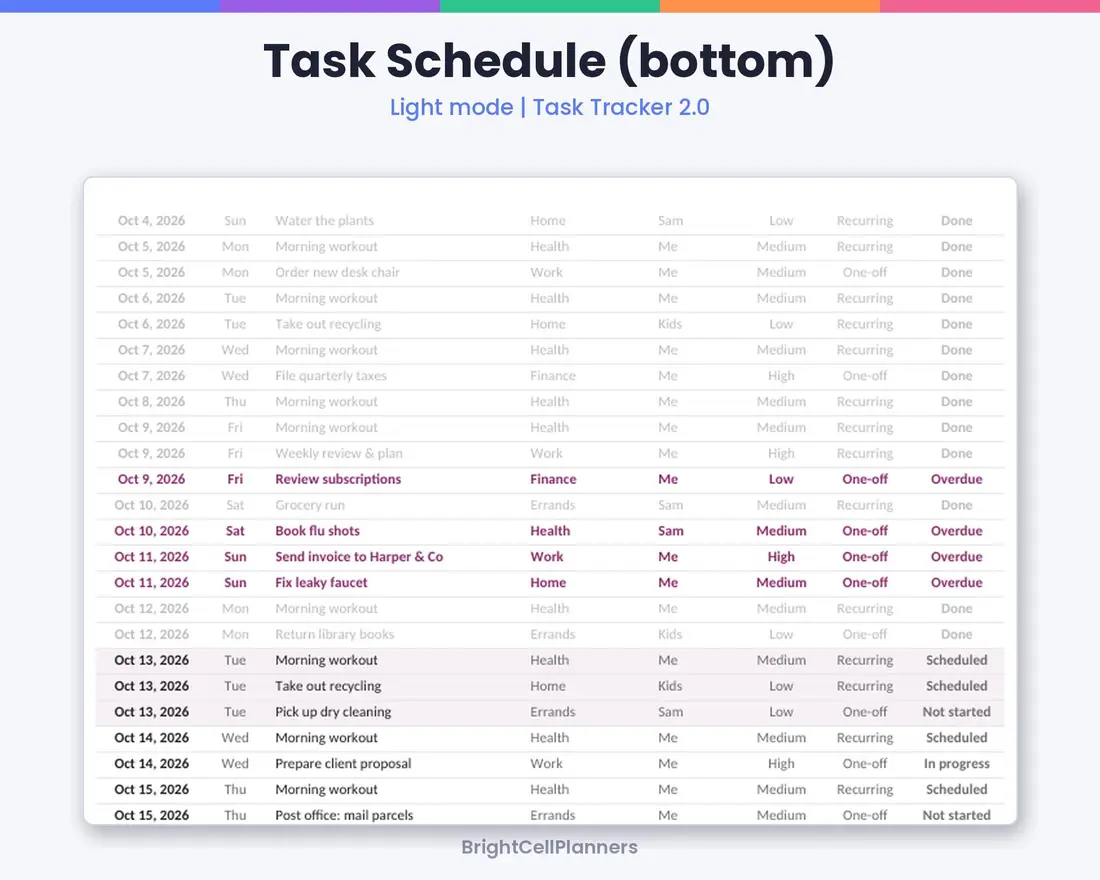 Task Schedule (bottom)
Light mode | Task Tracker 2.0
Oct 4, 2026 Sun Water the plants Home Sam Low Recurring Done
Oct 5, 2026 Mon Morning workout Health Me Medium Recurring Done
Oct 5, 2026 Mon Order new desk chair Work Me Medium One-off Done
Oct 6, 2026 Tue Morning workout Health Me Medium Recurring Done
Oct 6, 2026 Tue Take out recycling Home Kids Low Recurring Done
Oct 7, 2026 Wed Morning workout Health Me Medium Recurring Done
Oct 7, 2026 Wed File quarterly taxes Finance Me High One-off Done
Oct 8, 2026 Thu Morning workout Health Me Medium Recurring Done
Oct 9, 2026 Fri Morning workout Health Me Medium Recurring Done
Oct 9, 2026 Fri Weekly review & plan Work Me High Recurring Done
Oct 9, 2026 Fri Review subscriptions Finance Me Low One-off Overdue
Oct 10, 2026 Sat Grocery run Errands Sam Medium Recurring Done
Oct 10, 2026 Sat Book flu shots Health Sam Medium One-off Overdue
Oct 11, 2026 Sun Send invoice to Harper & Co Work Me High One-off Overdue
Oct 11, 2026 Sun Fix leaky faucet Home Me Medium One-off Overdue
Oct 12, 2026 Mon Morning workout Health Me Medium Recurring Done
Oct 12, 2026 Mon Return library books Errands Kids Low One-off Done
Oct 13, 2026 Tue Morning workout Health Me Medium Recurring Scheduled
Oct 13, 2026 Tue Take out recycling Home Kids Low Recurring Scheduled
Oct 13, 2026 Tue Pick up dry cleaning Errands Sam Low One-off Not started
Oct 14, 2026 Wed Morning workout Health Me Medium Recurring Scheduled
Oct 14, 2026 Wed Prepare client proposal Work Me High One-off In progress
Oct 15, 2026 Thu Morning workout Health Me Medium Recurring Scheduled
Oct 15, 2026 Thu Post office: mail parcels Errands Me Medium One-off Not started
BrightCellPlanners